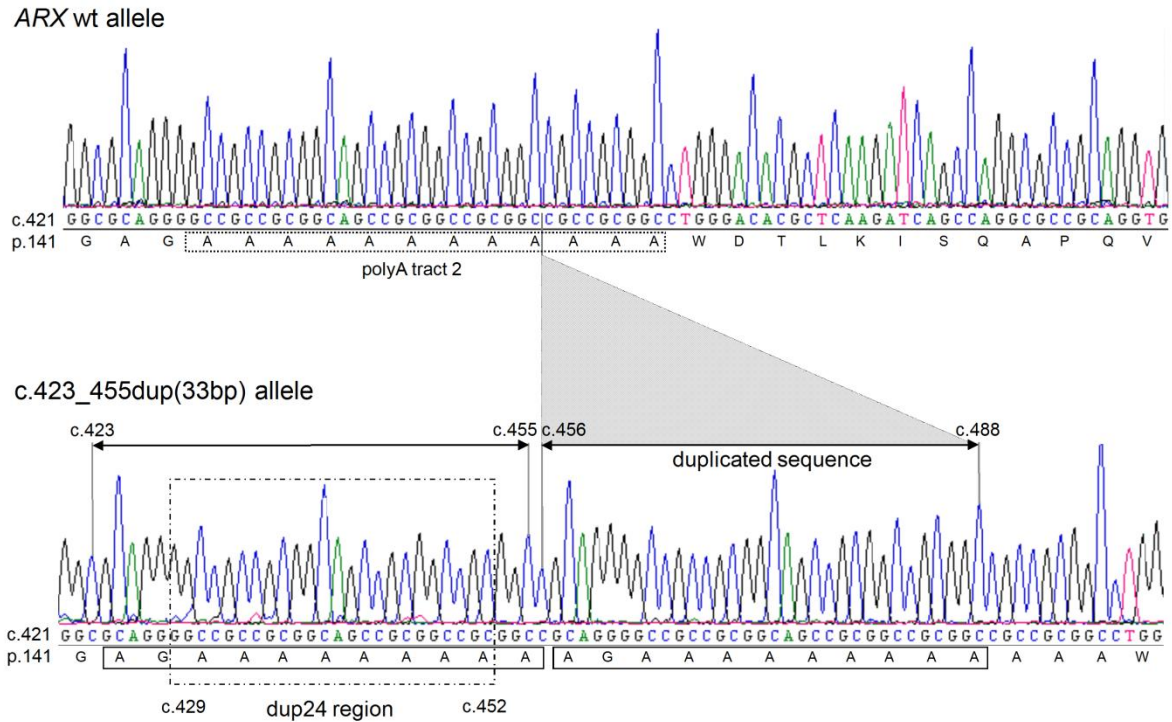 ARX wt allele
c.421 GGCGCAGGGGCCGCCGCGGCAGCCGCGGCCGCGGCCGCCGCGGCCTGGGACACGCTCAAGATCAGCCAGGCGCCGCAGGTG
p.141 G A G A A A A A A A A A A A A W D T L K I S Q A P Q V
polyA tract 2
c.423_455dup(33bp) allele
c.423 c.455 c.456 c.488
duplicated sequence
c.421 GGCGCAGGGGCCGCCGCGGCAGCCGCGGCCGCGGCCGCAGGGGCCGCCGCGGCAGCCGCGGCCGCGGCCGCCGCGGCCTGG
p.141 G A G A A A A A A A A A A G A A A A A A A A A A A A W
c.429 dup24 region c.452